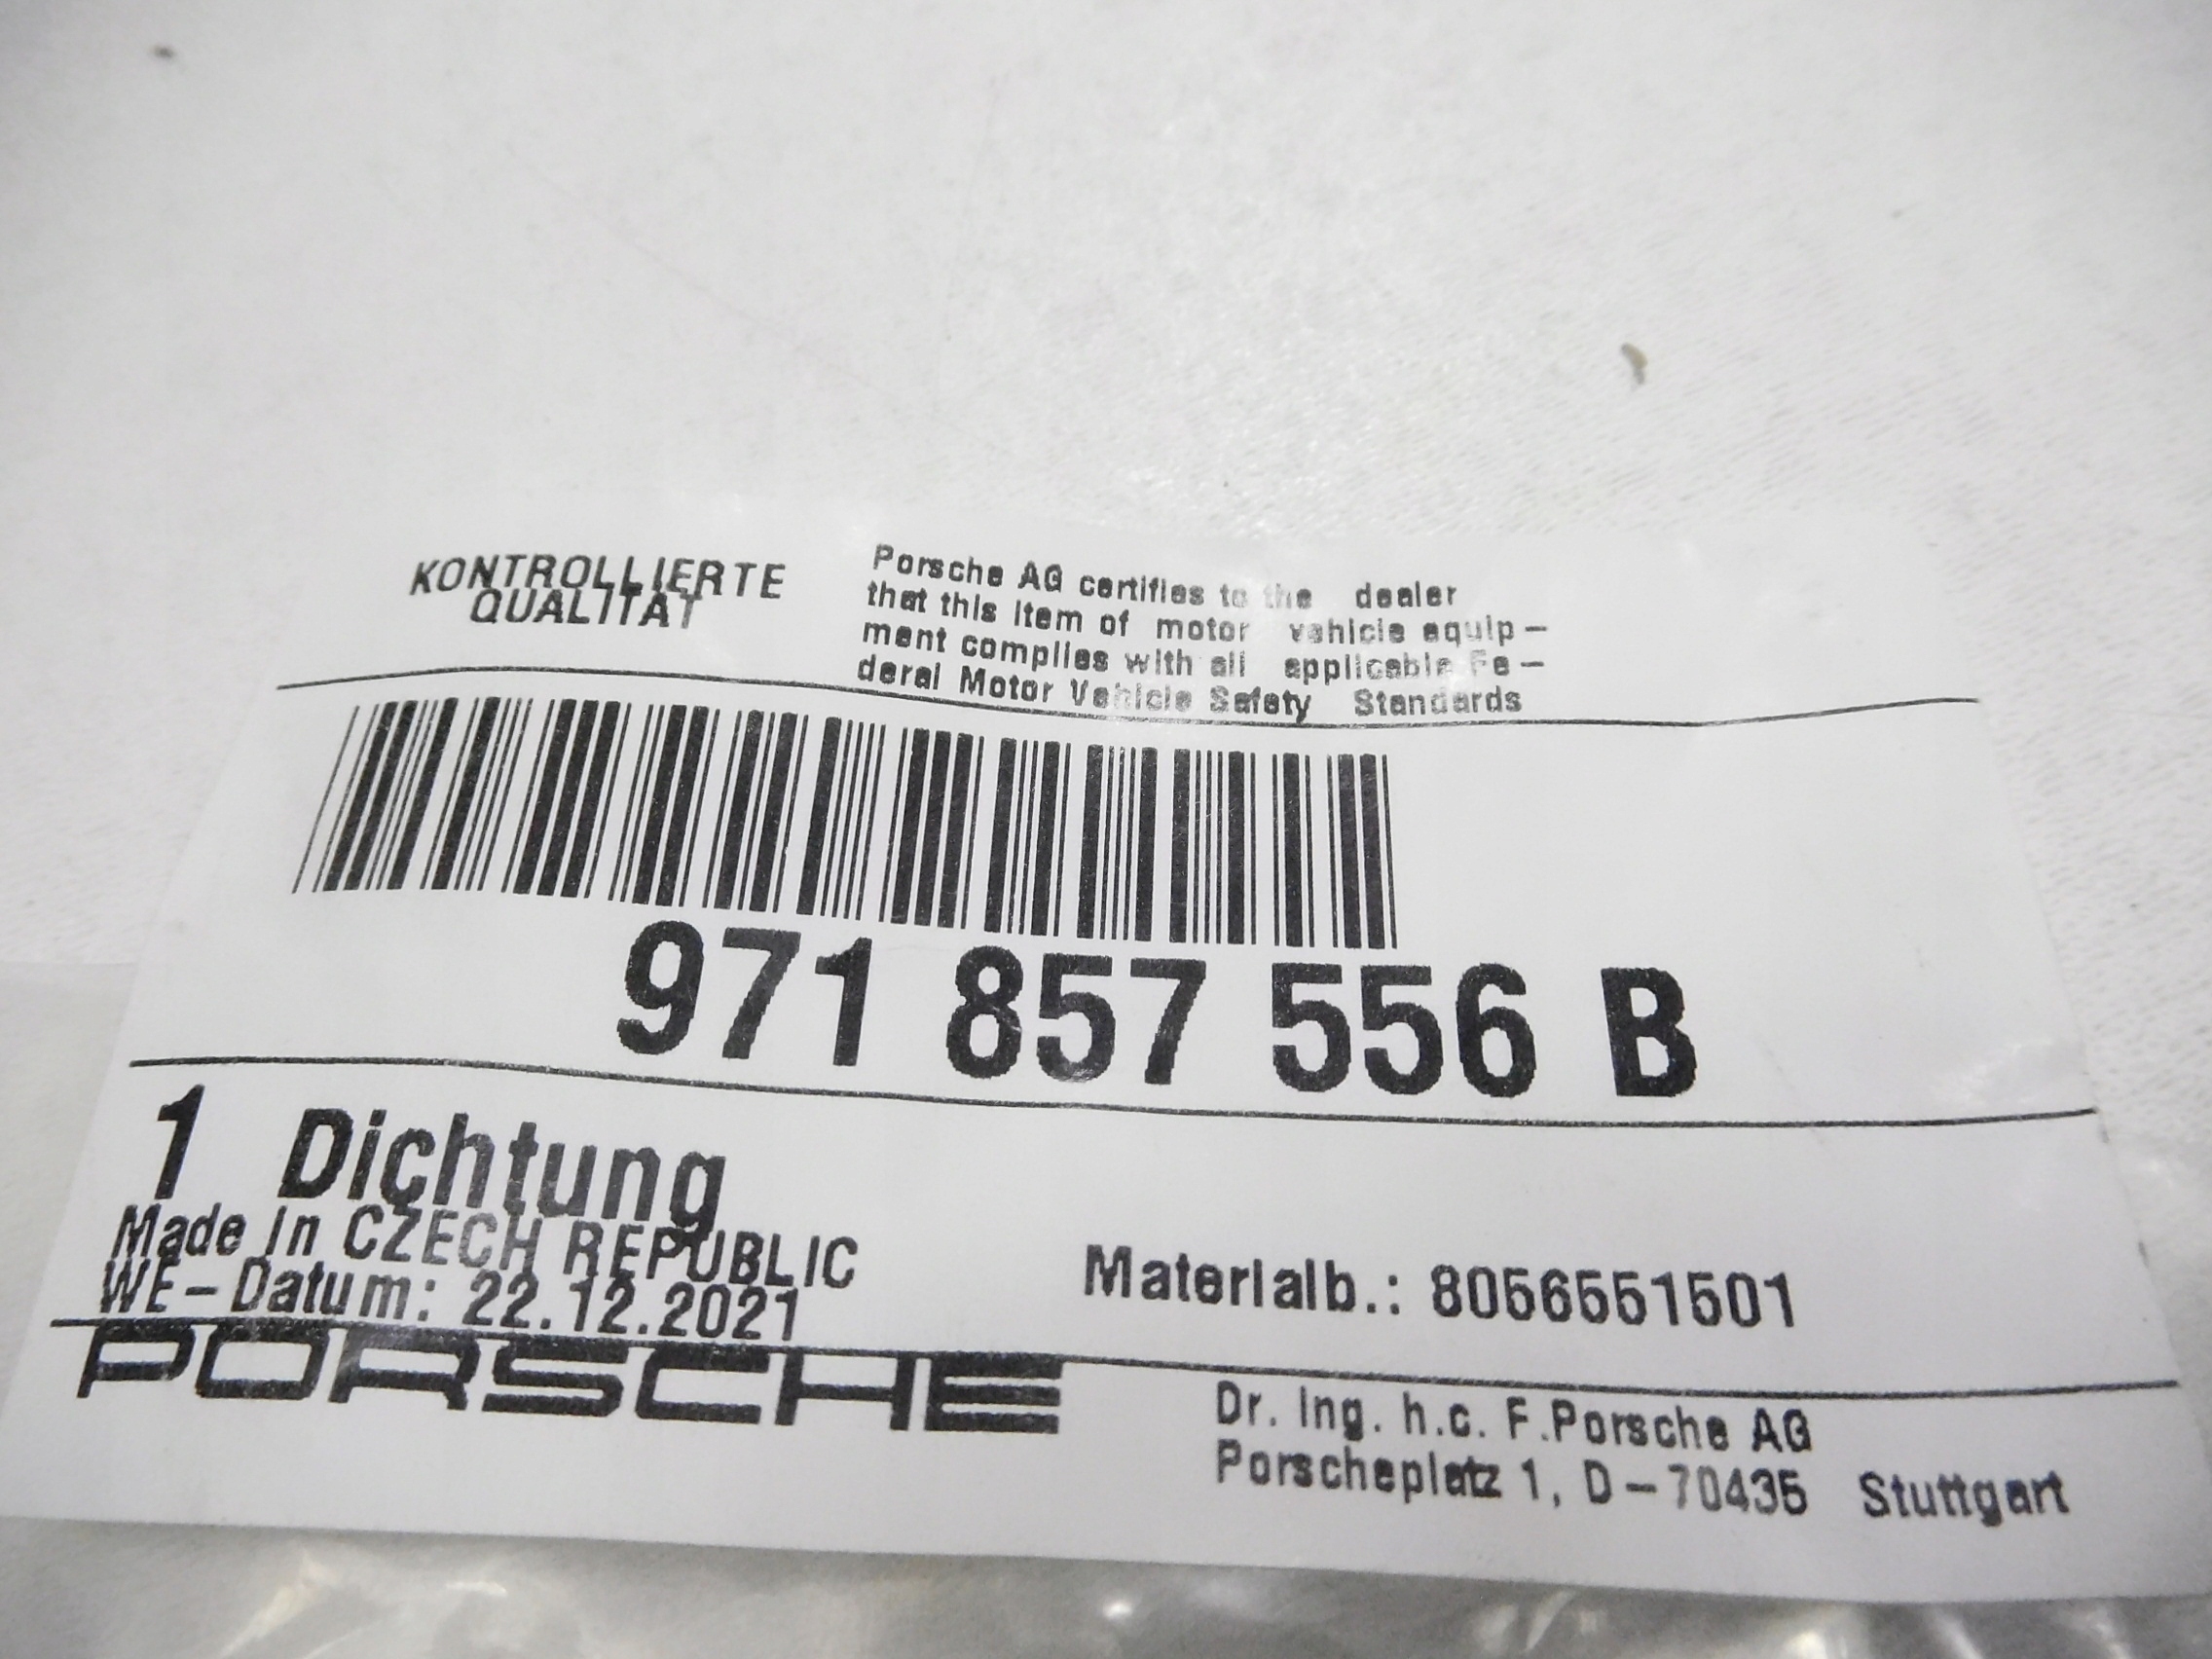 KONTROLLIERTE
QUALITÄT
Porsche AG certifies to the dealer
that this item of motor vehicle equip-
ment complies with all applicable Fe-
deral Motor Vehicle Safety Standards
971 857 556 B
1 Dichtung
Made in CZECH REPUBLIC
WE-Datum: 22.12.2021
Materialb.: 8056551501
PORSCHE
Dr. Ing. h.c. F.Porsche AG
Porscheplatz 1, D-70435 Stuttgart